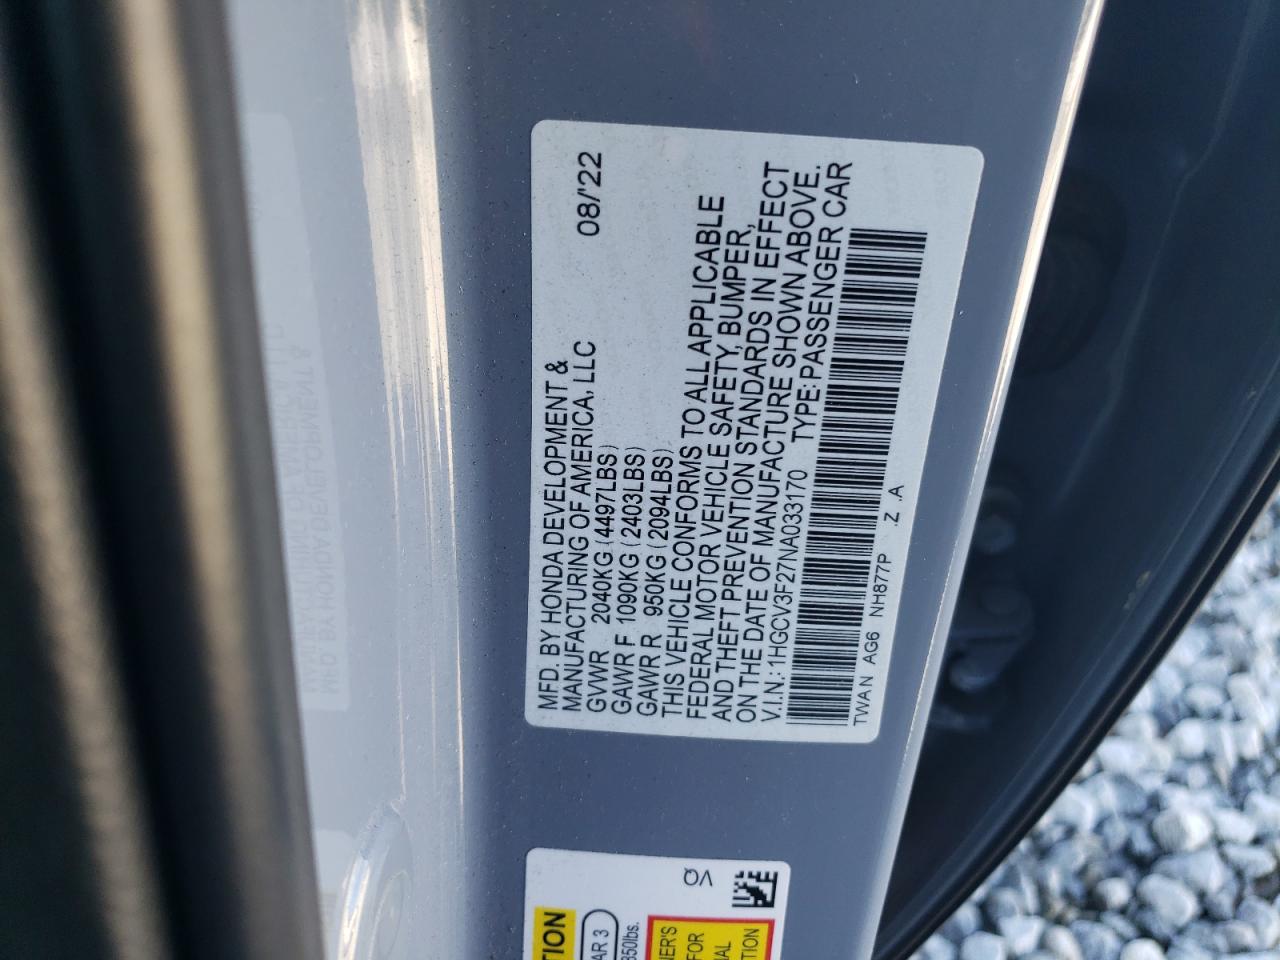 MFD. BY HONDA DEVELOPMENT &
MANUFACTURING OF AMERICA, LLC 08/'22
GVWR 2040KG (4497LBS)
GAWR F 1090KG (2403LBS)
GAWR R 950KG (2094LBS)
THIS VEHICLE CONFORMS TO ALL APPLICABLE
FEDERAL MOTOR VEHICLE SAFETY, BUMPER,
AND THEFT PREVENTION STANDARDS IN EFFECT
ON THE DATE OF MANUFACTURE SHOWN ABOVE.
V.I.N.: 1HGCV3F27NA033170 TYPE: PASSENGER CAR
TWAN AG6 NH877P .Z .A
VQ